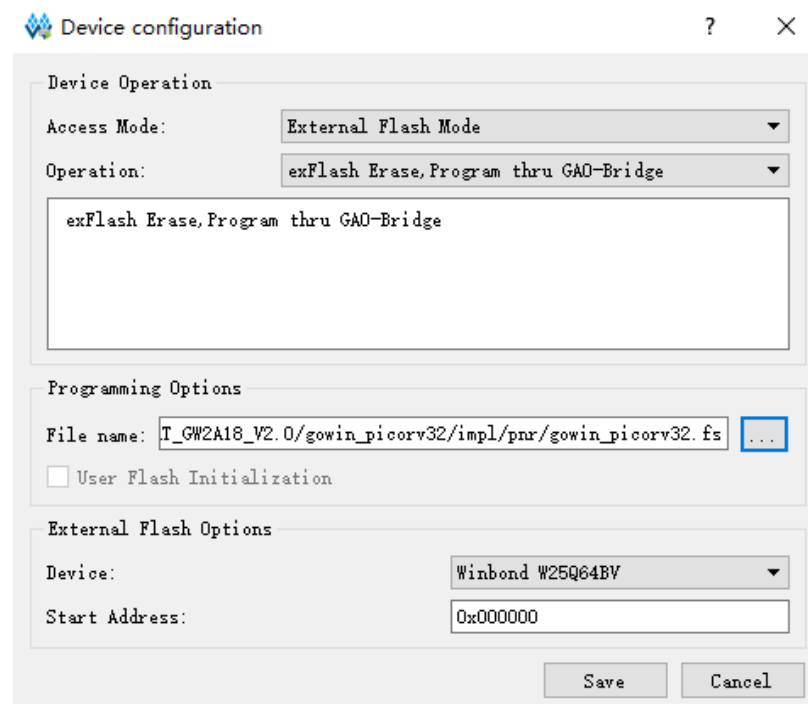 Device configuration ? ×
Device Operation
Access Mode: External Flash Mode
Operation: exFlash Erase,Program thru GAO-Bridge
exFlash Erase,Program thru GAO-Bridge
Programming Options
File name: T_GW2A18_V2.0/gowin_picorv32/impl/pnr/gowin_picorv32.fs ...
User Flash Initialization
External Flash Options
Device: Winbond W25Q64BV
Start Address: 0x000000
Save Cancel